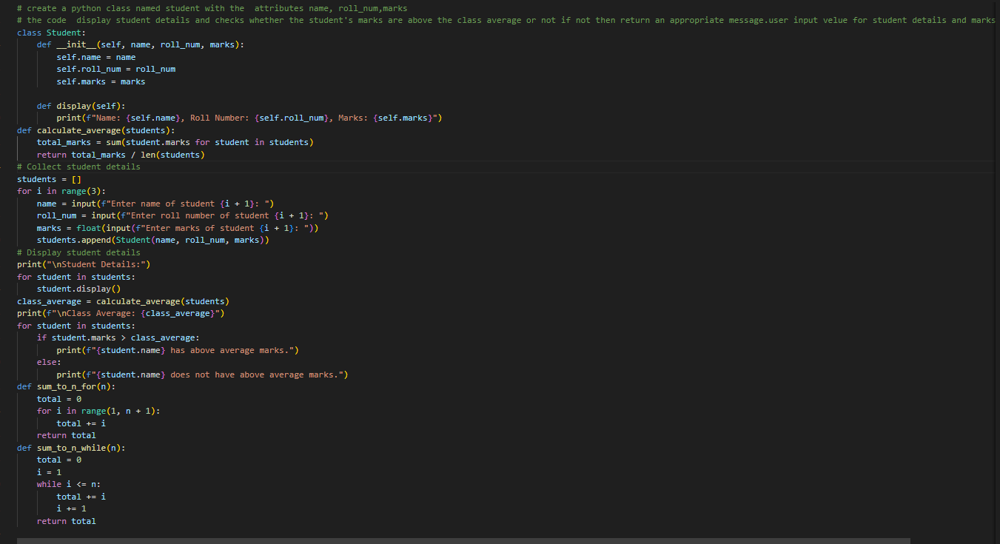 # create a python class named student with the  attributes name, roll_num,marks
# the code  display student details and checks whether the student's marks are above the class average or not if not then return an appropriate message.user input velue for student details and marks
class Student:
    def __init__(self, name, roll_num, marks):
        self.name = name
        self.roll_num = roll_num
        self.marks = marks

    def display(self):
        print(f"Name: {self.name}, Roll Number: {self.roll_num}, Marks: {self.marks}")
def calculate_average(students):
    total_marks = sum(student.marks for student in students)
    return total_marks / len(students)
# Collect student details
students = []
for i in range(3):
    name = input(f"Enter name of student {i + 1}: ")
    roll_num = input(f"Enter roll number of student {i + 1}: ")
    marks = float(input(f"Enter marks of student {i + 1}: "))
    students.append(Student(name, roll_num, marks))
# Display student details
print("\nStudent Details:")
for student in students:
    student.display()
class_average = calculate_average(students)
print(f"\nClass Average: {class_average}")
for student in students:
    if student.marks > class_average:
        print(f"{student.name} has above average marks.")
    else:
        print(f"{student.name} does not have above average marks.")
def sum_to_n_for(n):
    total = 0
    for i in range(1, n + 1):
        total += i
    return total
def sum_to_n_while(n):
    total = 0
    i = 1
    while i <= n:
        total += i
        i += 1
    return total